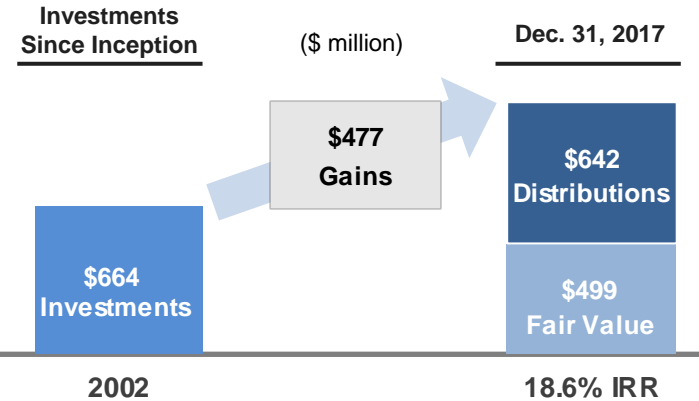 Investments
Since Inception
($ million)
Dec. 31, 2017
$477
Gains
$642
Distributions
$664
Investments
$499
Fair Value
2002
18.6% IRR